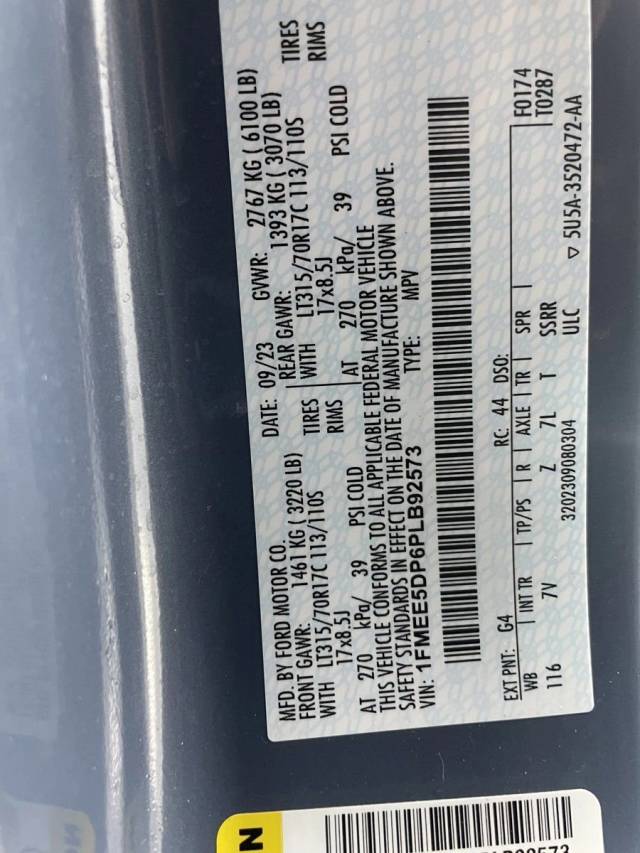 MFD. BY FORD MOTOR CO.
DATE: 09/23 GVWR: 2767 KG ( 6100 LB)
FRONT GAWR: 1461 KG ( 3220 LB) REAR GAWR: 1393 KG ( 3070 LB)
WITH LT315/70R17C 113/110S TIRES WITH LT315/70R17C 113/110S TIRES
17x8.5J RIMS 17x8.5J RIMS
AT 270 kPa/ 39 PSI COLD AT 270 kPa/ 39 PSI COLD
THIS VEHICLE CONFORMS TO ALL APPLICABLE FEDERAL MOTOR VEHICLE
SAFETY STANDARDS IN EFFECT ON THE DATE OF MANUFACTURE SHOWN ABOVE.
VIN: 1FMEE5DP6PLB92573 TYPE: MPV
EXT PNT: G4 RC: 44 DSO: F0174
T0287
WB INT TR TP/PS R AXLE TR SPR
116 7V Z 7L T SSRR
3202309080304 ULC ▽ 5U5A-3520472-AA
N